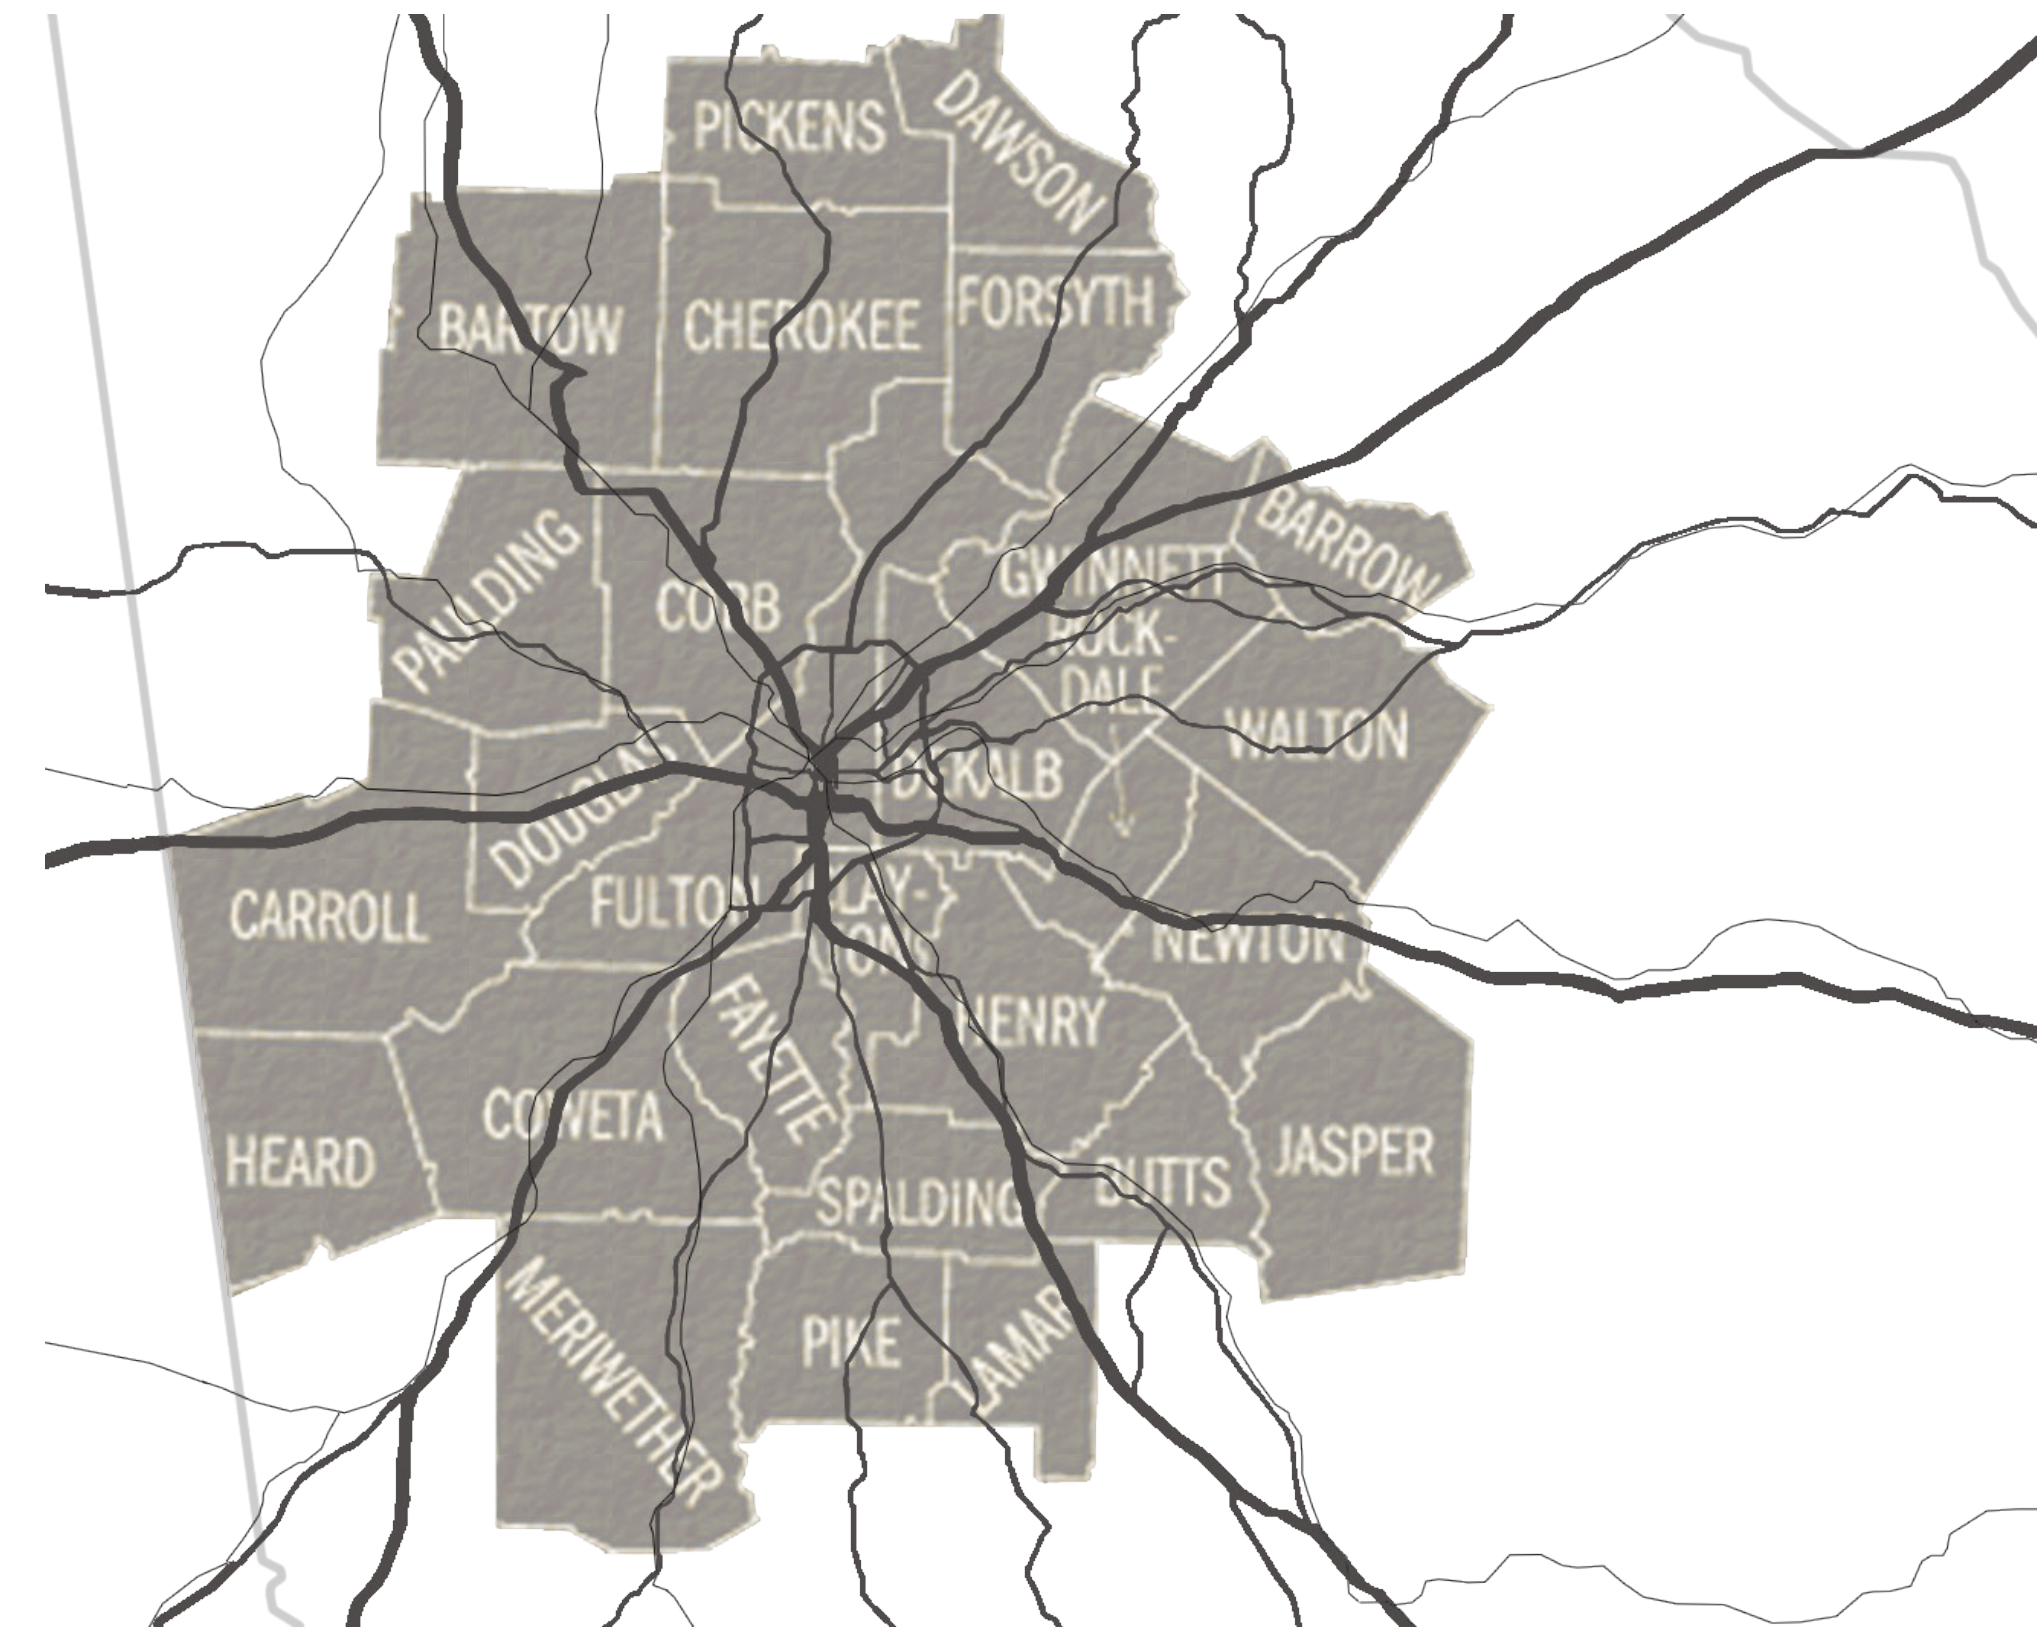 PICKENS
DAWSON
BARTOW
CHEROKEE
FORSYTH
PAULDING
COBB
GWINNETT
BARROW
ROCK-
DALE
WALTON
DOUGLAS
DEKALB
CARROLL
FULTON
CLAY-
TON
NEWTON
FAYETTE
HENRY
COWETA
HEARD
SPALDING
BUTTS
JASPER
MERIWETHER
PIKE
LAMAR